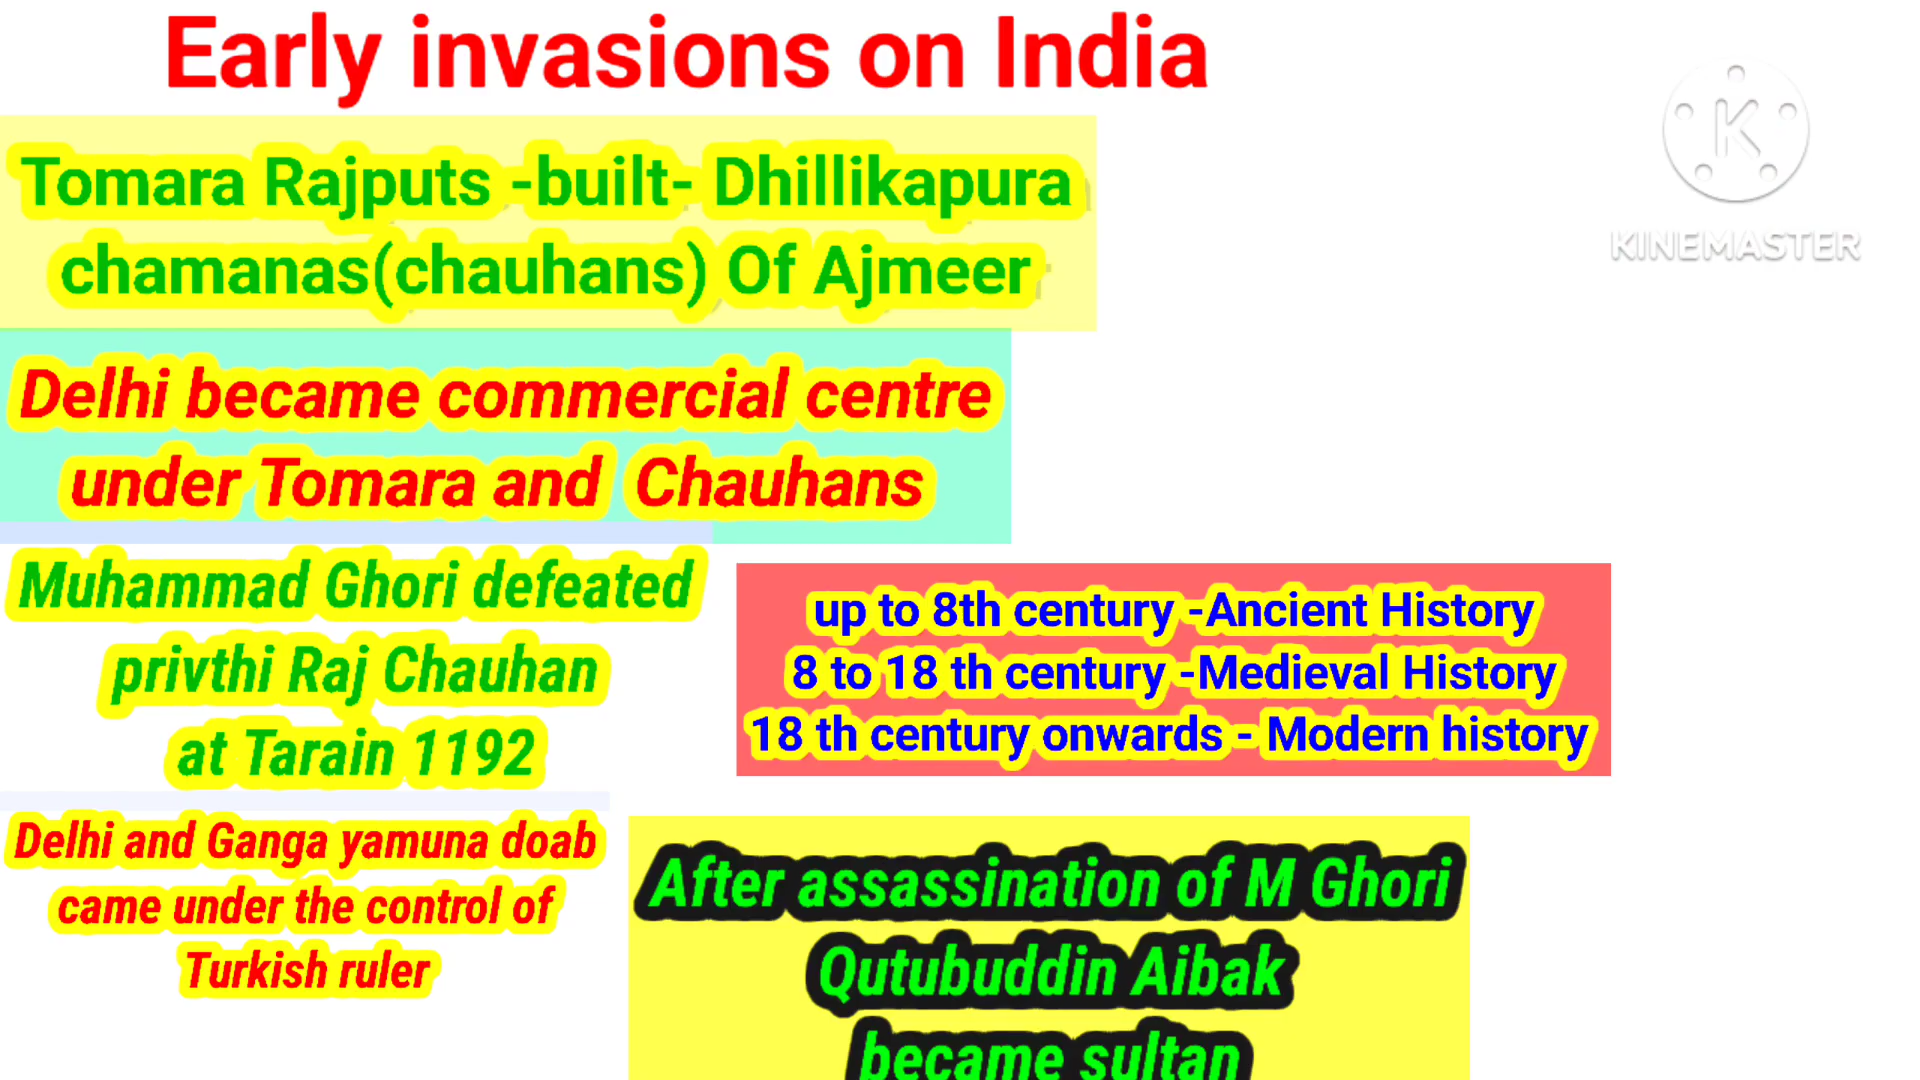 Early invasions on India
KINEMASTER
Tomara Rajputs -built- Dhillikapura
chamanas(chauhans) Of Ajmeer
Delhi became commercial centre
under Tomara and Chauhans
Muhammad Ghori defeated
privthi Raj Chauhan
at Tarain 1192
Delhi and Ganga yamuna doab
came under the control of
Turkish ruler
up to 8th century -Ancient History
8 to 18 th century -Medieval History
18 th century onwards - Modern history
After assassination of M Ghori
Qutubuddin Aibak
became sultan